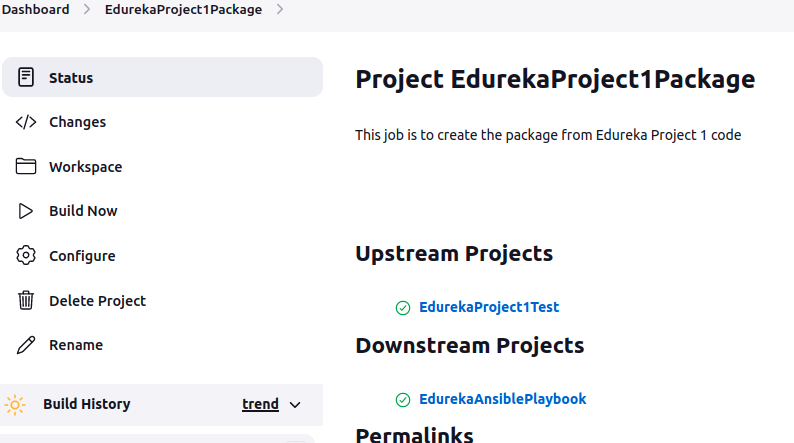 Dashboard > EdurekaProject1Package >
Status
Changes
Workspace
Build Now
Configure
Delete Project
Rename
Build History trend
Project EdurekaProject1Package
This job is to create the package from Edureka Project 1 code
Upstream Projects
EdurekaProject1Test
Downstream Projects
EdurekaAnsiblePlaybook
Permalinks